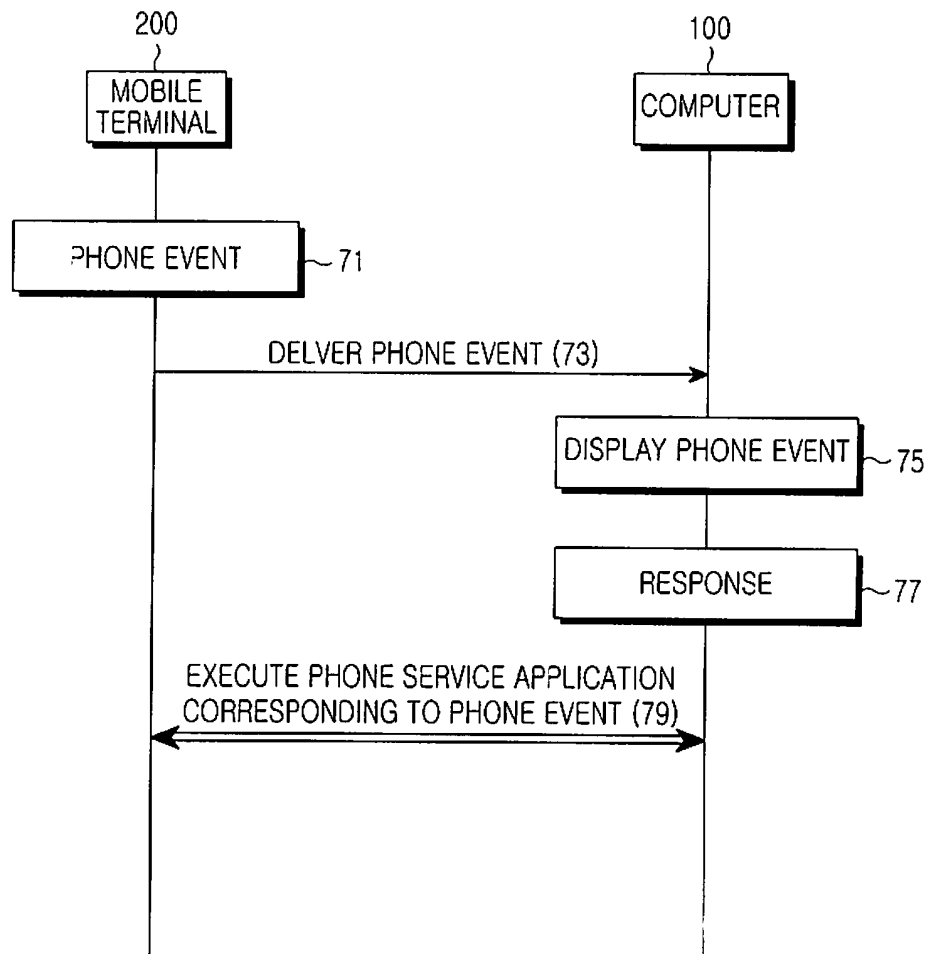 200
100
MOBILE
TERMINAL
COMPUTER
PHONE EVENT
71
DELVER PHONE EVENT (73)
DISPLAY PHONE EVENT
75
RESPONSE
77
EXECUTE PHONE SERVICE APPLICATION
CORRESPONDING TO PHONE EVENT (79)